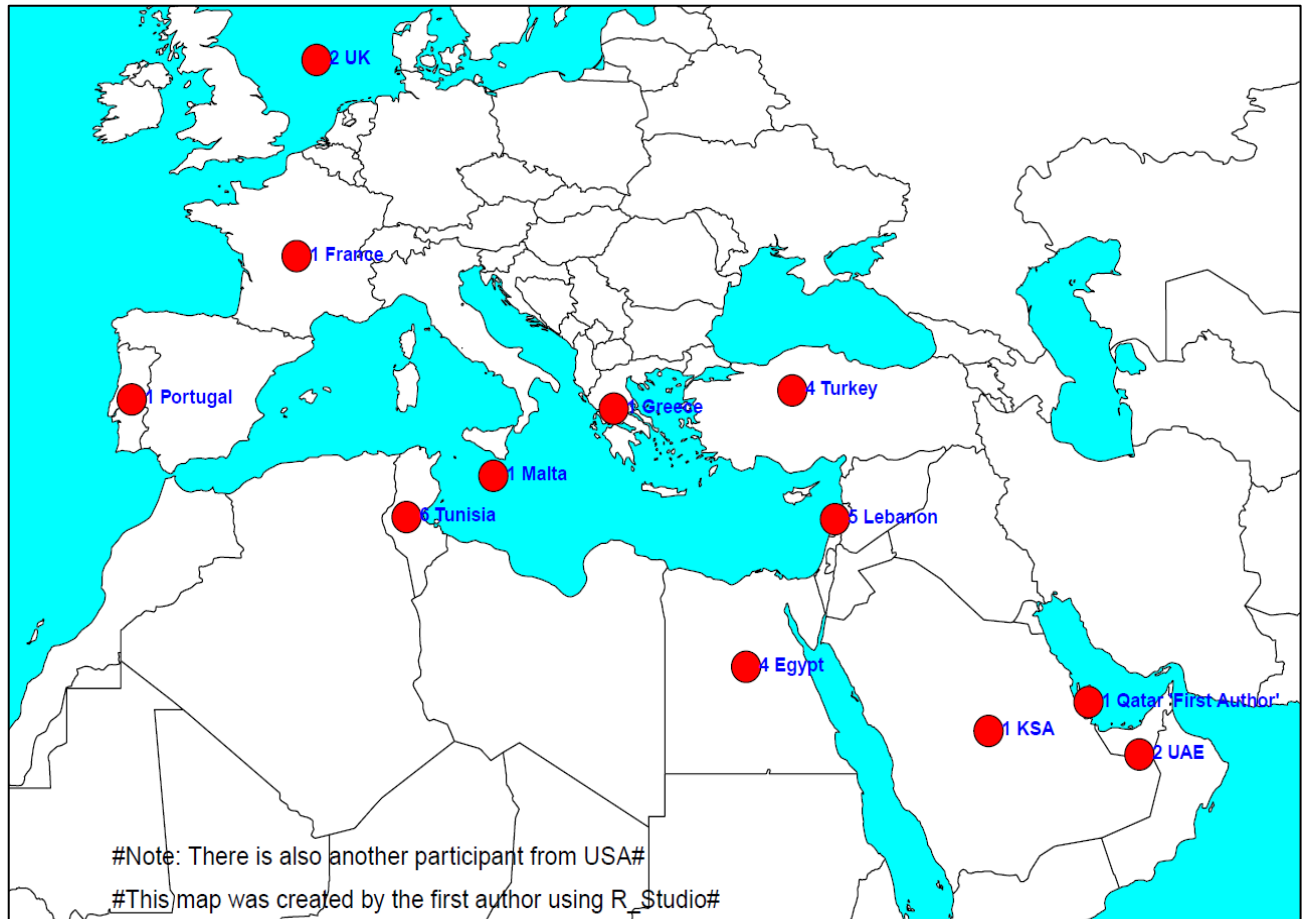 2 UK
1 France
1 Portugal
4 Turkey
1 Greece
1 Malta
6 Tunisia
5 Lebanon
4 Egypt
1 Qatar 'First Author'
1 KSA
2 UAE
#Note: There is also another participant from USA#
#This map was created by the first author using R_Studio#